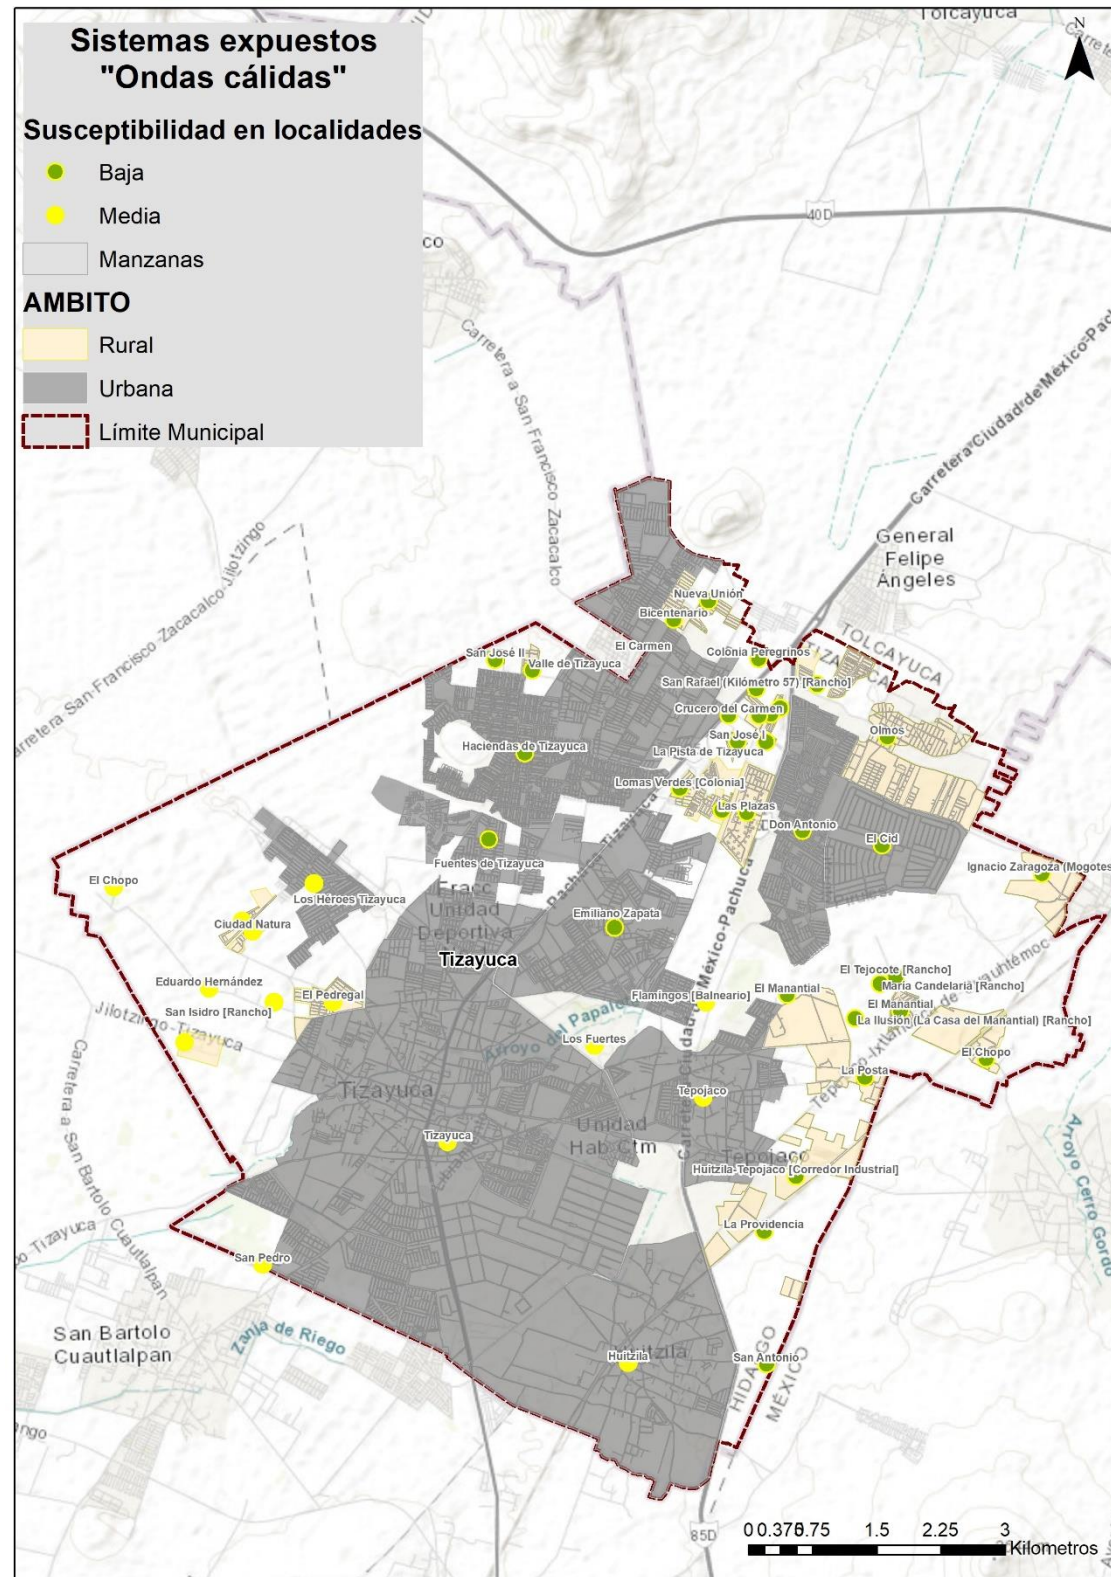 Sistemas expuestos
"Ondas cálidas"
Susceptibilidad en localidades
Baja
Media
Manzanas
AMBITO
Rural
Urbana
Límite Municipal
N
Tolcayuca
40D
co
Carretera a San Francisco Zacacalco
Carretera Ciudad de México-Pac
General
Felipe
Ángeles
Nueva Unión
Bicentenario
El Carmen
Colonia Peregrinos
TOLCAYUCA
San José II
Valle de Tizayuca
San Rafael (Kilómetro 57) [Rancho]
Crucero del Carmen
San José I
Olmos
Haciendas de Tizayuca
La Pista de Tizayuca
Lomas Verdes [Colonia]
Las Plazas
Don Antonio
El Cid
Fuentes de Tizayuca
Pachuca-Tizayuca
Ignacio Zaragoza (Mogotes
El Chopo
Los Héroes Tizayuca
Fracc
Unidad
Deportiva
Emiliano Zapata
Ciudad Natura
Tizayuca
Eduardo Hernández
El Pedregal
San Isidro [Rancho]
Flamingos [Balneario]
El Manantial
El Tejocote [Rancho]
María Candelaria [Rancho]
El Manantial
La Ilusión (La Casa del Manantial) [Rancho]
Jilotzingo-Tizayuca
Los Fuertes
El Chopo
La Posta
Tizayuca
Tepojaco
Tizayuca
Unidad
Hab Ctm
Tepojaco
Huitzila-Tepojaco [Corredor Industrial]
Carretera a San Bartolo Cuautlalpan
La Providencia
Arroyo Cerro Gordo
San Pedro
San Bartolo
Cuautlalpan
Zanja de Riego
Huitzila
San Antonio
HIDALGO
MÉXICO
85D
0 0.375 0.75 1.5 2.25 3
Kilometros